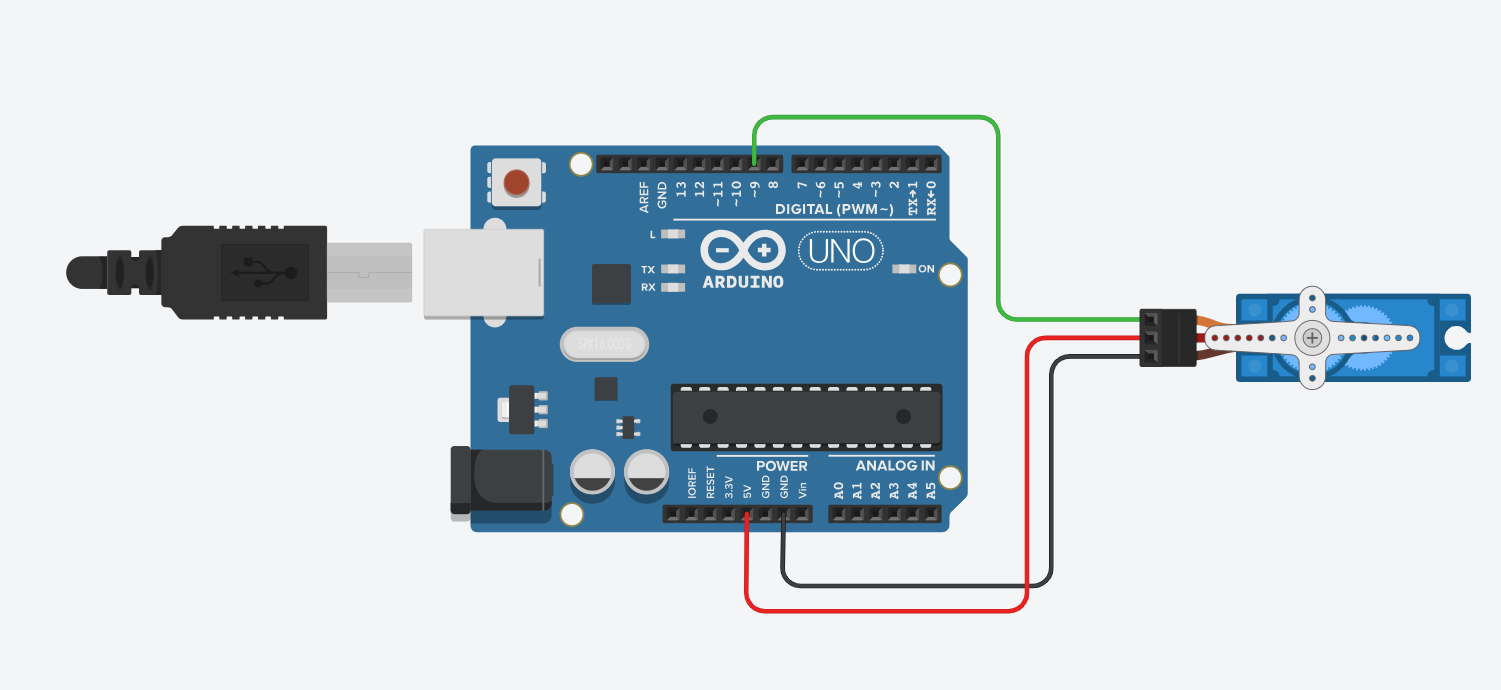 AREF
GND
13
12
~11
~10
~9
8
7
~6
~5
4
~3
2
TX→1
RX←0
DIGITAL (PWM~)
L
TX
RX
ARDUINO
UNO
ON
SPK16.000G
POWER
ANALOG IN
IOREF
RESET
3.3V
5V
GND
GND
Vin
A0
A1
A2
A3
A4
A5